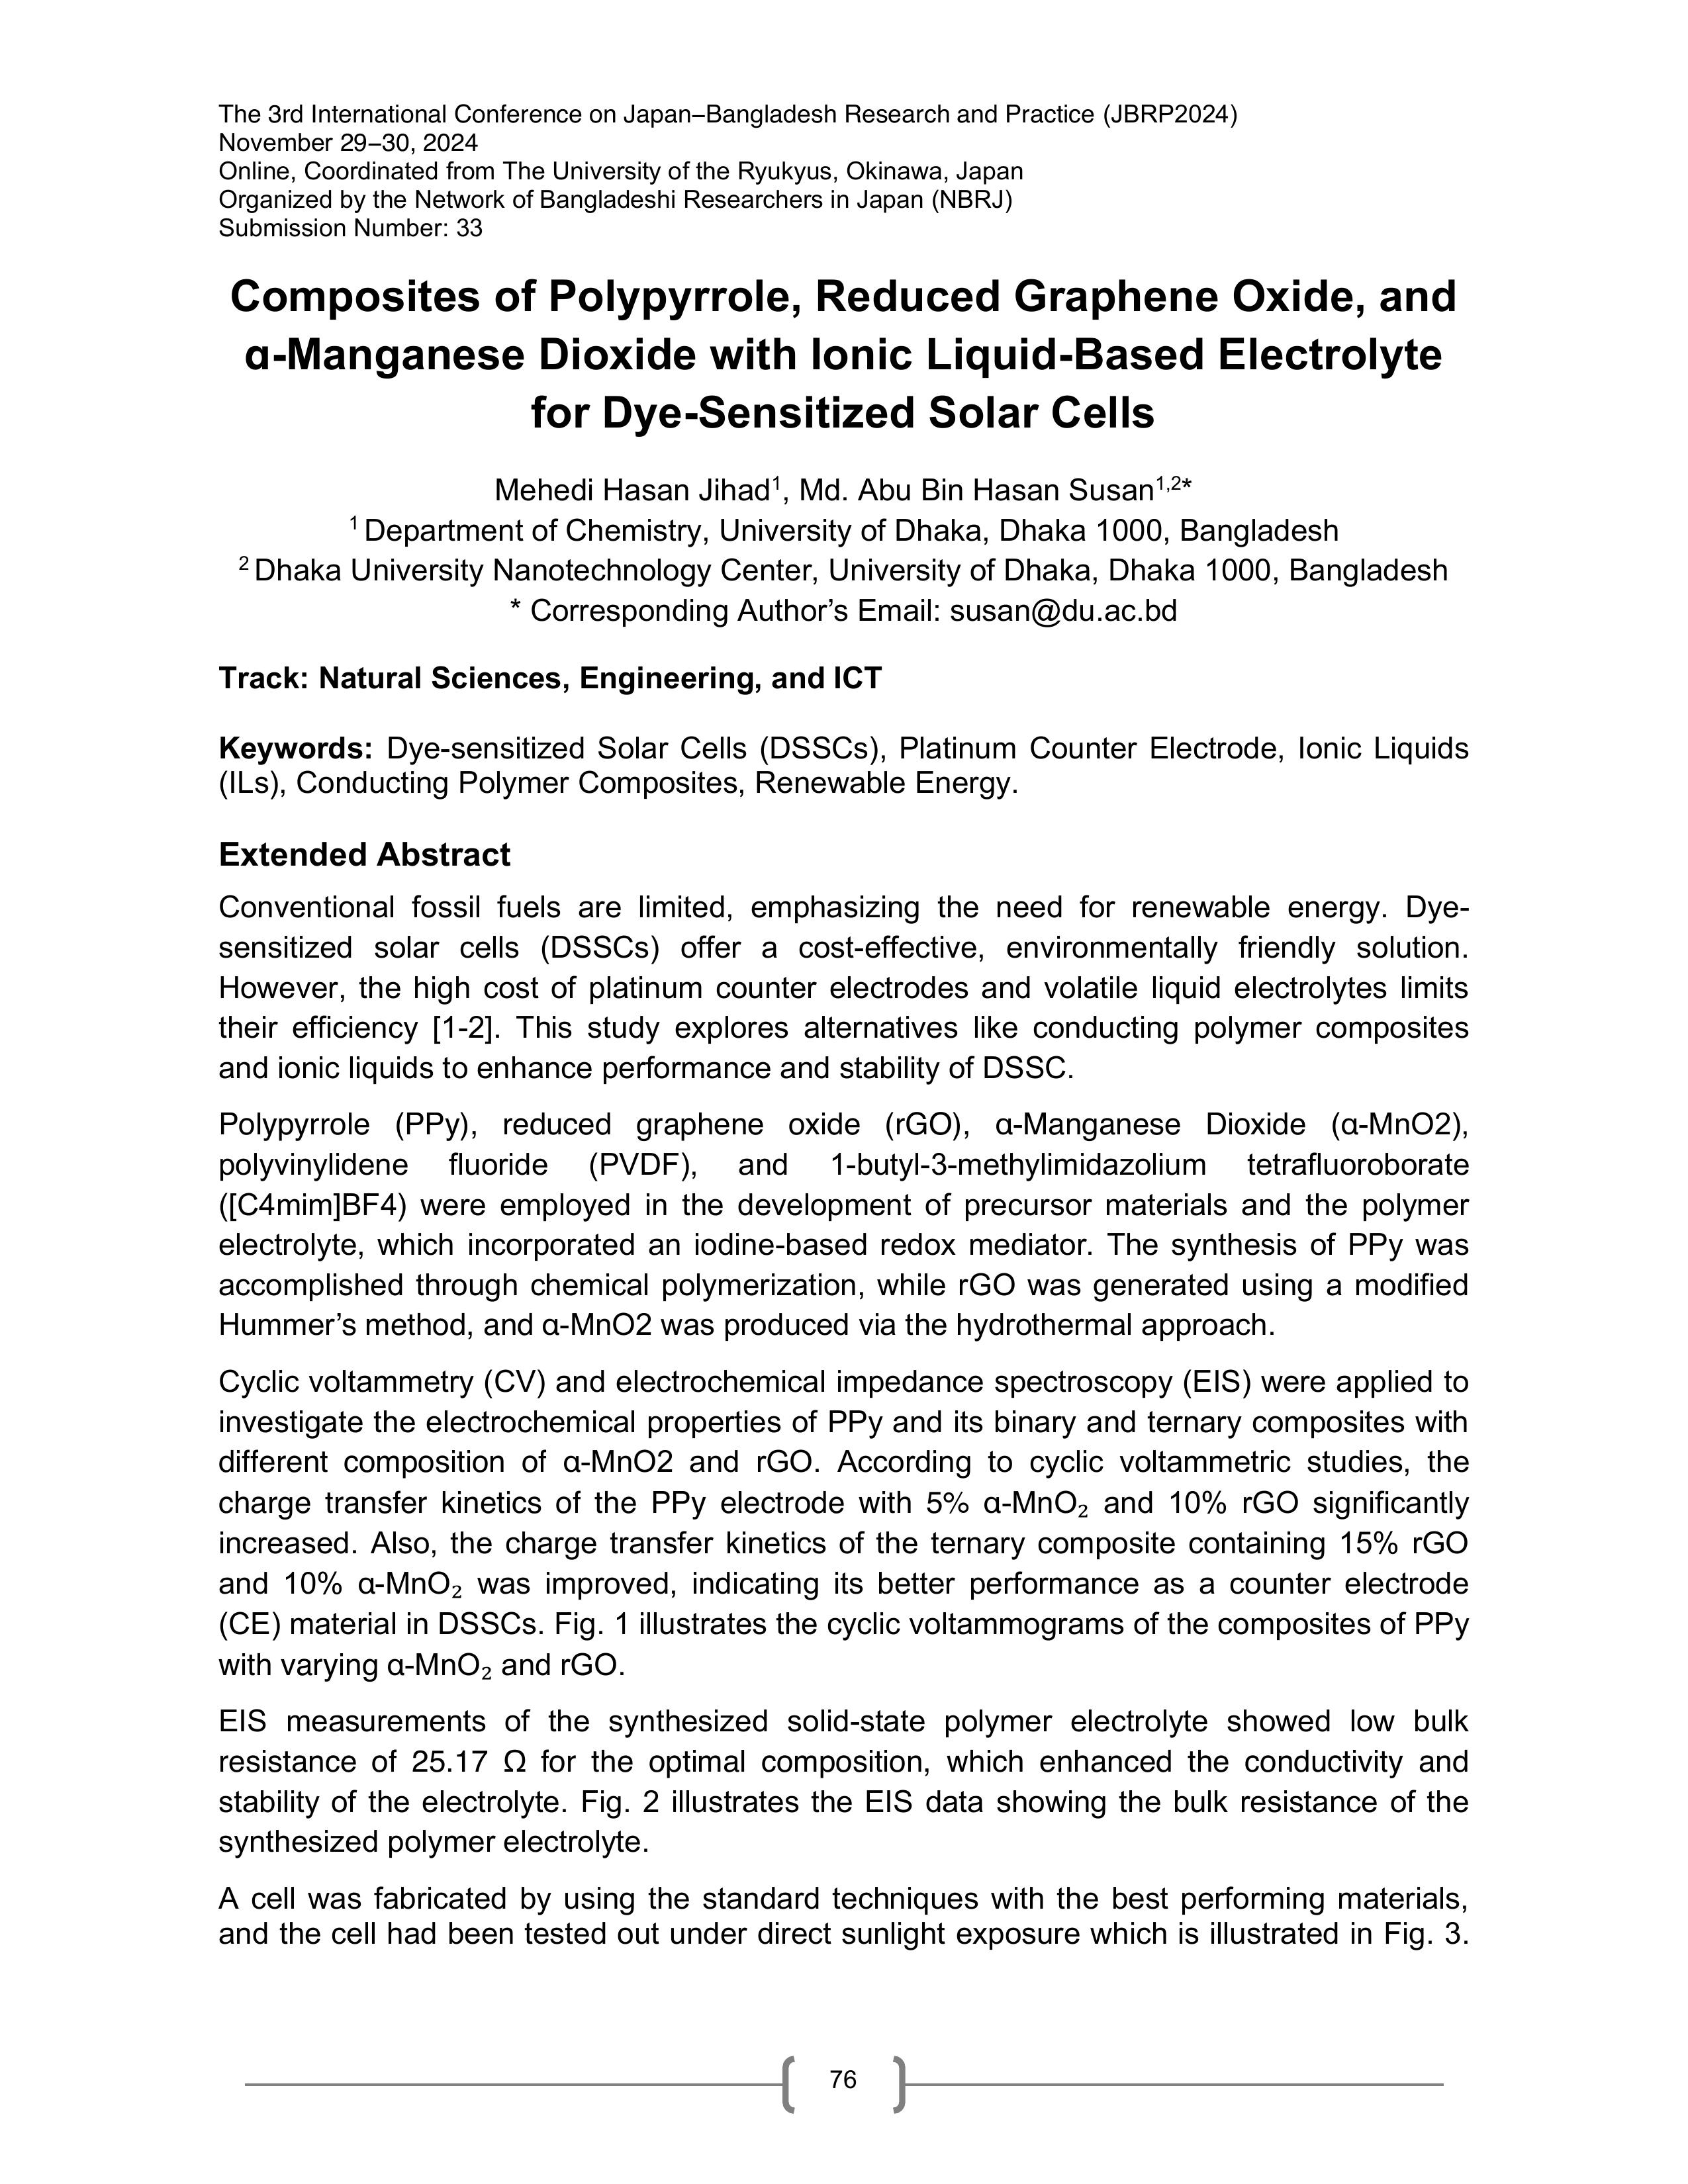 The 3rd International Conference on Japan–Bangladesh Research and Practice (JBRP2024)
November 29–30, 2024
Online, Coordinated from The University of the Ryukyus, Okinawa, Japan
Organized by the Network of Bangladeshi Researchers in Japan (NBRJ)
Submission Number: 33
Composites of Polypyrrole, Reduced Graphene Oxide, and
α-Manganese Dioxide with Ionic Liquid-Based Electrolyte
for Dye-Sensitized Solar Cells
Mehedi Hasan Jihad¹, Md. Abu Bin Hasan Susan¹,²*
¹ Department of Chemistry, University of Dhaka, Dhaka 1000, Bangladesh
² Dhaka University Nanotechnology Center, University of Dhaka, Dhaka 1000, Bangladesh
* Corresponding Author’s Email: susan@du.ac.bd
Track: Natural Sciences, Engineering, and ICT
Keywords: Dye-sensitized Solar Cells (DSSCs), Platinum Counter Electrode, Ionic Liquids
(ILs), Conducting Polymer Composites, Renewable Energy.
Extended Abstract
Conventional fossil fuels are limited, emphasizing the need for renewable energy. Dye-
sensitized solar cells (DSSCs) offer a cost-effective, environmentally friendly solution.
However, the high cost of platinum counter electrodes and volatile liquid electrolytes limits
their efficiency [1-2]. This study explores alternatives like conducting polymer composites
and ionic liquids to enhance performance and stability of DSSC.
Polypyrrole (PPy), reduced graphene oxide (rGO), α-Manganese Dioxide (α-MnO2),
polyvinylidene fluoride (PVDF), and 1-butyl-3-methylimidazolium tetrafluoroborate
([C4mim]BF4) were employed in the development of precursor materials and the polymer
electrolyte, which incorporated an iodine-based redox mediator. The synthesis of PPy was
accomplished through chemical polymerization, while rGO was generated using a modified
Hummer’s method, and α-MnO2 was produced via the hydrothermal approach.
Cyclic voltammetry (CV) and electrochemical impedance spectroscopy (EIS) were applied to
investigate the electrochemical properties of PPy and its binary and ternary composites with
different composition of α-MnO2 and rGO. According to cyclic voltammetric studies, the
charge transfer kinetics of the PPy electrode with 5% α-MnO₂ and 10% rGO significantly
increased. Also, the charge transfer kinetics of the ternary composite containing 15% rGO
and 10% α-MnO₂ was improved, indicating its better performance as a counter electrode
(CE) material in DSSCs. Fig. 1 illustrates the cyclic voltammograms of the composites of PPy
with varying α-MnO₂ and rGO.
EIS measurements of the synthesized solid-state polymer electrolyte showed low bulk
resistance of 25.17 Ω for the optimal composition, which enhanced the conductivity and
stability of the electrolyte. Fig. 2 illustrates the EIS data showing the bulk resistance of the
synthesized polymer electrolyte.
A cell was fabricated by using the standard techniques with the best performing materials,
and the cell had been tested out under direct sunlight exposure which is illustrated in Fig. 3.
76